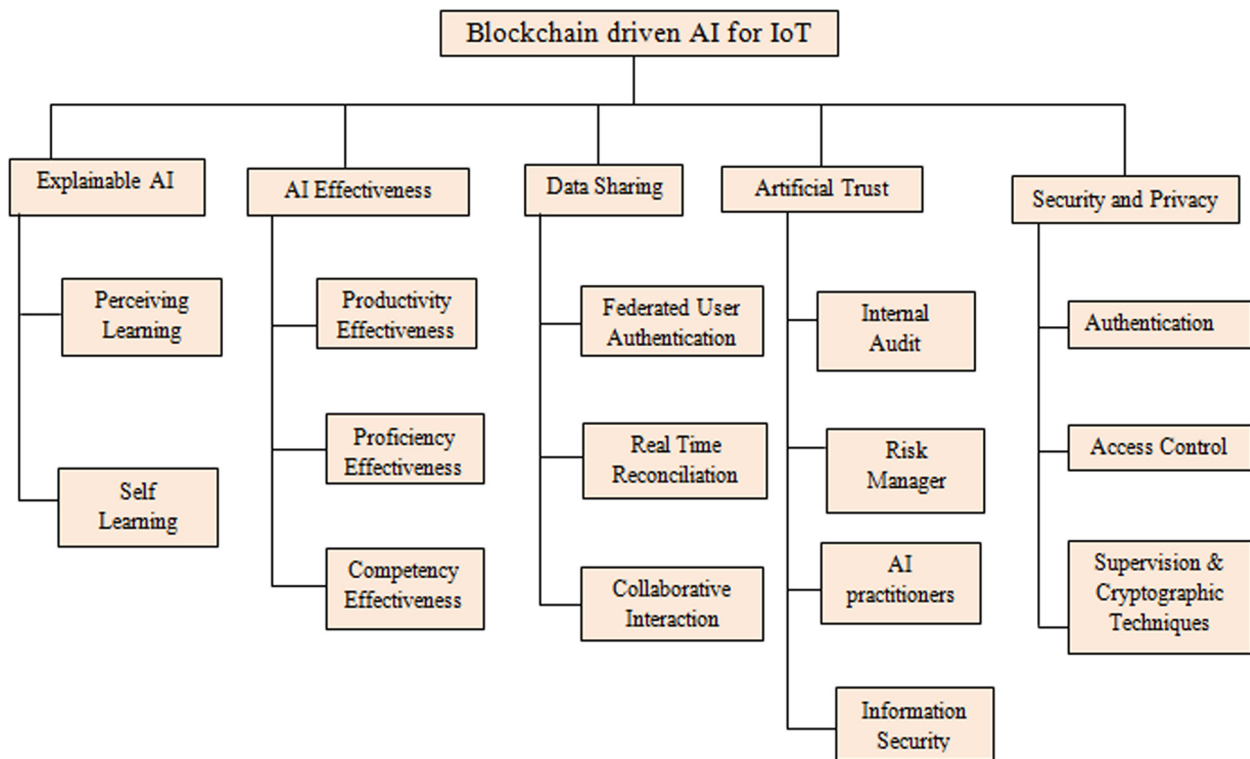 Blockchain driven AI for IoT
Explainable AI
AI Effectiveness
Data Sharing
Artificial Trust
Security and Privacy
Perceiving
Learning
Self
Learning
Productivity
Effectiveness
Proficiency
Effectiveness
Competency
Effectiveness
Federated User
Authentication
Real Time
Reconciliation
Collaborative
Interaction
Internal
Audit
Risk
Manager
AI
practitioners
Information
Security
Authentication
Access Control
Supervision &
Cryptographic
Techniques